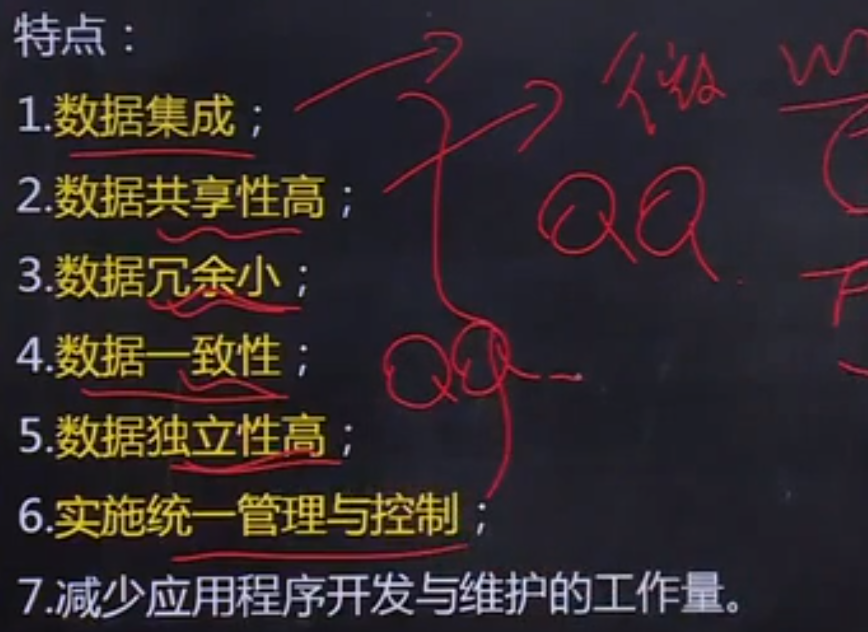 特点：
1.数据集成；
2.数据共享性高；
3.数据冗余小；
4.数据一致性；
5.数据独立性高；
6.实施统一管理与控制；
7.减少应用程序开发与维护的工作量。
微
QQ
QQ